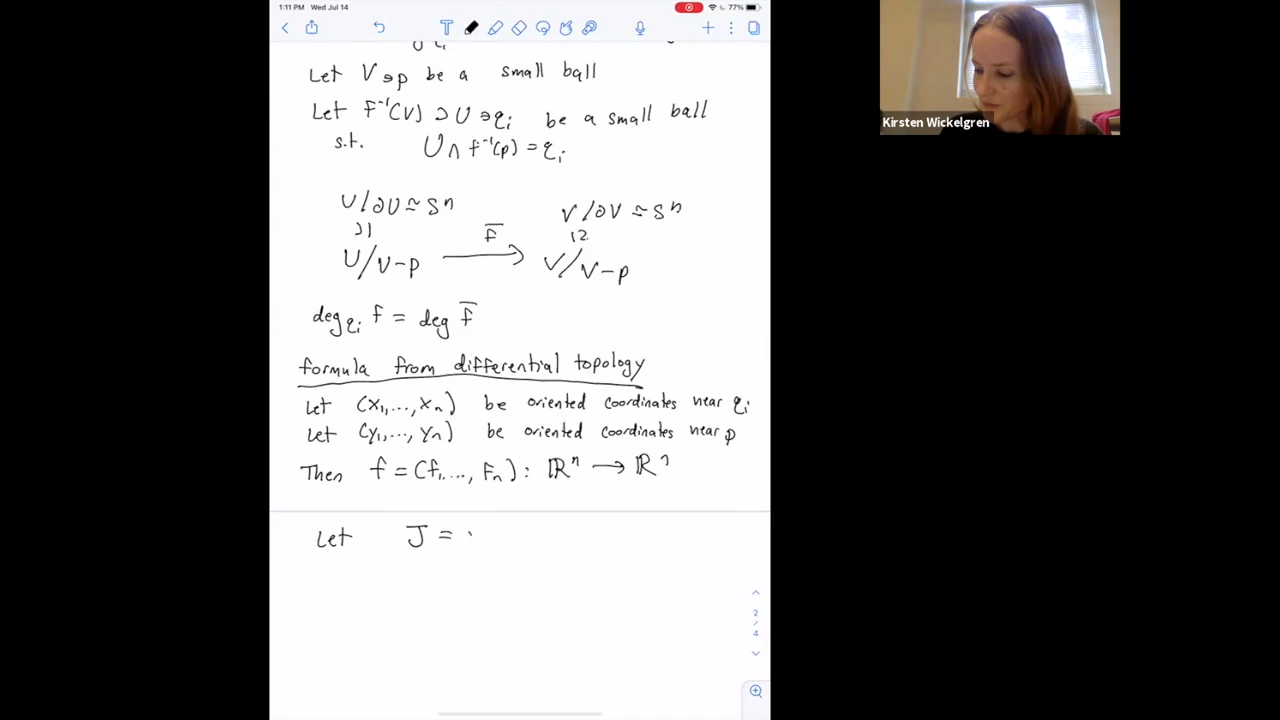 1:11 PM Wed Jul 14
77%
T
Let V∋p be a small ball
Let f⁻¹(V) ⊃ U ∋ qᵢ be a small ball
s.t. U ∩ f⁻¹(p) = qᵢ
U/∂U ≃ Sⁿ V/∂V ≃ Sⁿ
f̄
U/U-p → V/V-p
deg_qᵢ f = deg f̄
formula from differential topology
Let (x₁,...,xₙ) be oriented coordinates near qᵢ
Let (y₁,...,yₙ) be oriented coordinates near p
Then f = (f₁,...,Fₙ): ℝⁿ → ℝⁿ
Let J =
2
/
4
Kirsten Wickelgren